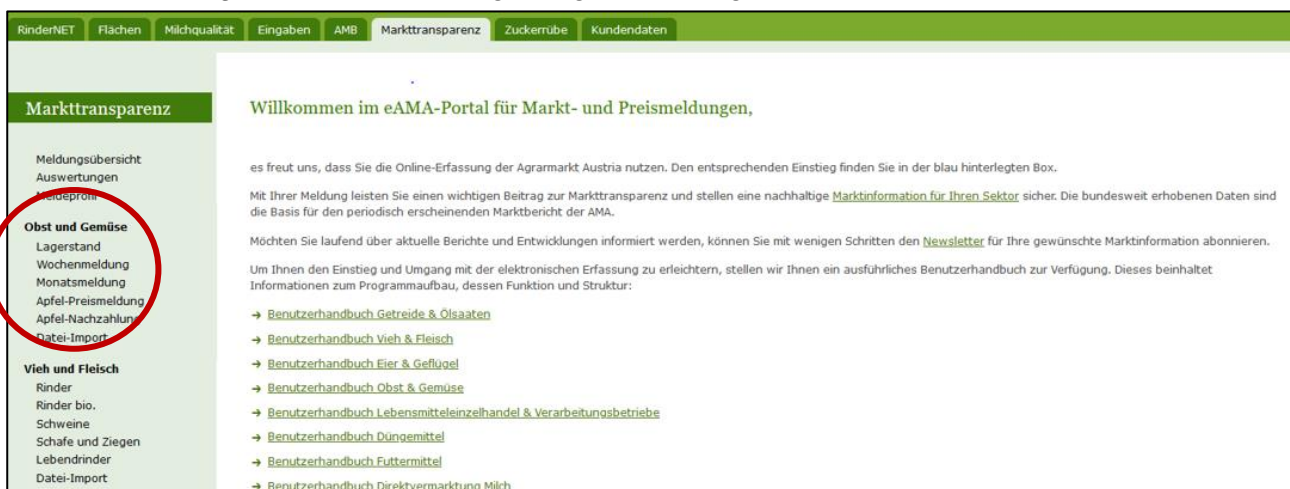 RinderNET Flächen Milchqualität Eingaben AMB Markttransparenz Zuckerrübe Kundendaten
Markttransparenz
Meldungsübersicht
Auswertungen
Meldeprofil
Obst und Gemüse
Lagerstand
Wochenmeldung
Monatsmeldung
Apfel-Preismeldung
Apfel-Nachzahlung
Datei-Import
Vieh und Fleisch
Rinder
Rinder bio.
Schweine
Schafe und Ziegen
Lebendrinder
Datei-Import
Willkommen im eAMA-Portal für Markt- und Preismeldungen,
es freut uns, dass Sie die Online-Erfassung der Agrarmarkt Austria nutzen. Den entsprechenden Einstieg finden Sie in der blau hinterlegten Box.
Mit Ihrer Meldung leisten Sie einen wichtigen Beitrag zur Markttransparenz und stellen eine nachhaltige Marktinformation für Ihren Sektor sicher. Die bundesweit erhobenen Daten sind
die Basis für den periodisch erscheinenden Marktbericht der AMA.
Möchten Sie laufend über aktuelle Berichte und Entwicklungen informiert werden, können Sie mit wenigen Schritten den Newsletter für Ihre gewünschte Marktinformation abonnieren.
Um Ihnen den Einstieg und Umgang mit der elektronischen Erfassung zu erleichtern, stellen wir Ihnen ein ausführliches Benutzerhandbuch zur Verfügung. Dieses beinhaltet
Informationen zum Programmaufbau, dessen Funktion und Struktur:
→ Benutzerhandbuch Getreide & Ölsaaten
→ Benutzerhandbuch Vieh & Fleisch
→ Benutzerhandbuch Eier & Geflügel
→ Benutzerhandbuch Obst & Gemüse
→ Benutzerhandbuch Lebensmitteleinzelhandel & Verarbeitungsbetriebe
→ Benutzerhandbuch Düngemittel
→ Benutzerhandbuch Futtermittel
→ Benutzerhandbuch Direktvermarktung Milch